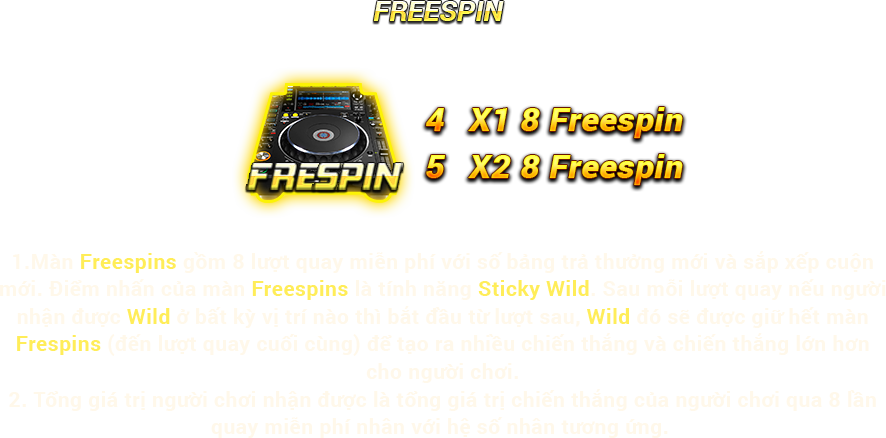 FREESPIN
FRESPIN
4 X1 8 Freespin
5 X2 8 Freespin
1.Màn Freespins gồm 8 lượt quay miễn phí với số bảng trả thưởng mới và sắp xếp cuộn
mới. Điểm nhấn của màn Freespins là tính năng Sticky Wild. Sau mỗi lượt quay nếu người
nhận được Wild ở bất kỳ vị trí nào thì bắt đầu từ lượt sau, Wild đó sẽ được giữ hết màn
Frespins (đến lượt quay cuối cùng) để tạo ra nhiều chiến thắng và chiến thắng lớn hơn
cho người chơi.
2. Tổng giá trị người chơi nhận được là tổng giá trị chiến thắng của người chơi qua 8 lần
quay miễn phí nhân với hệ số nhân tương ứng.